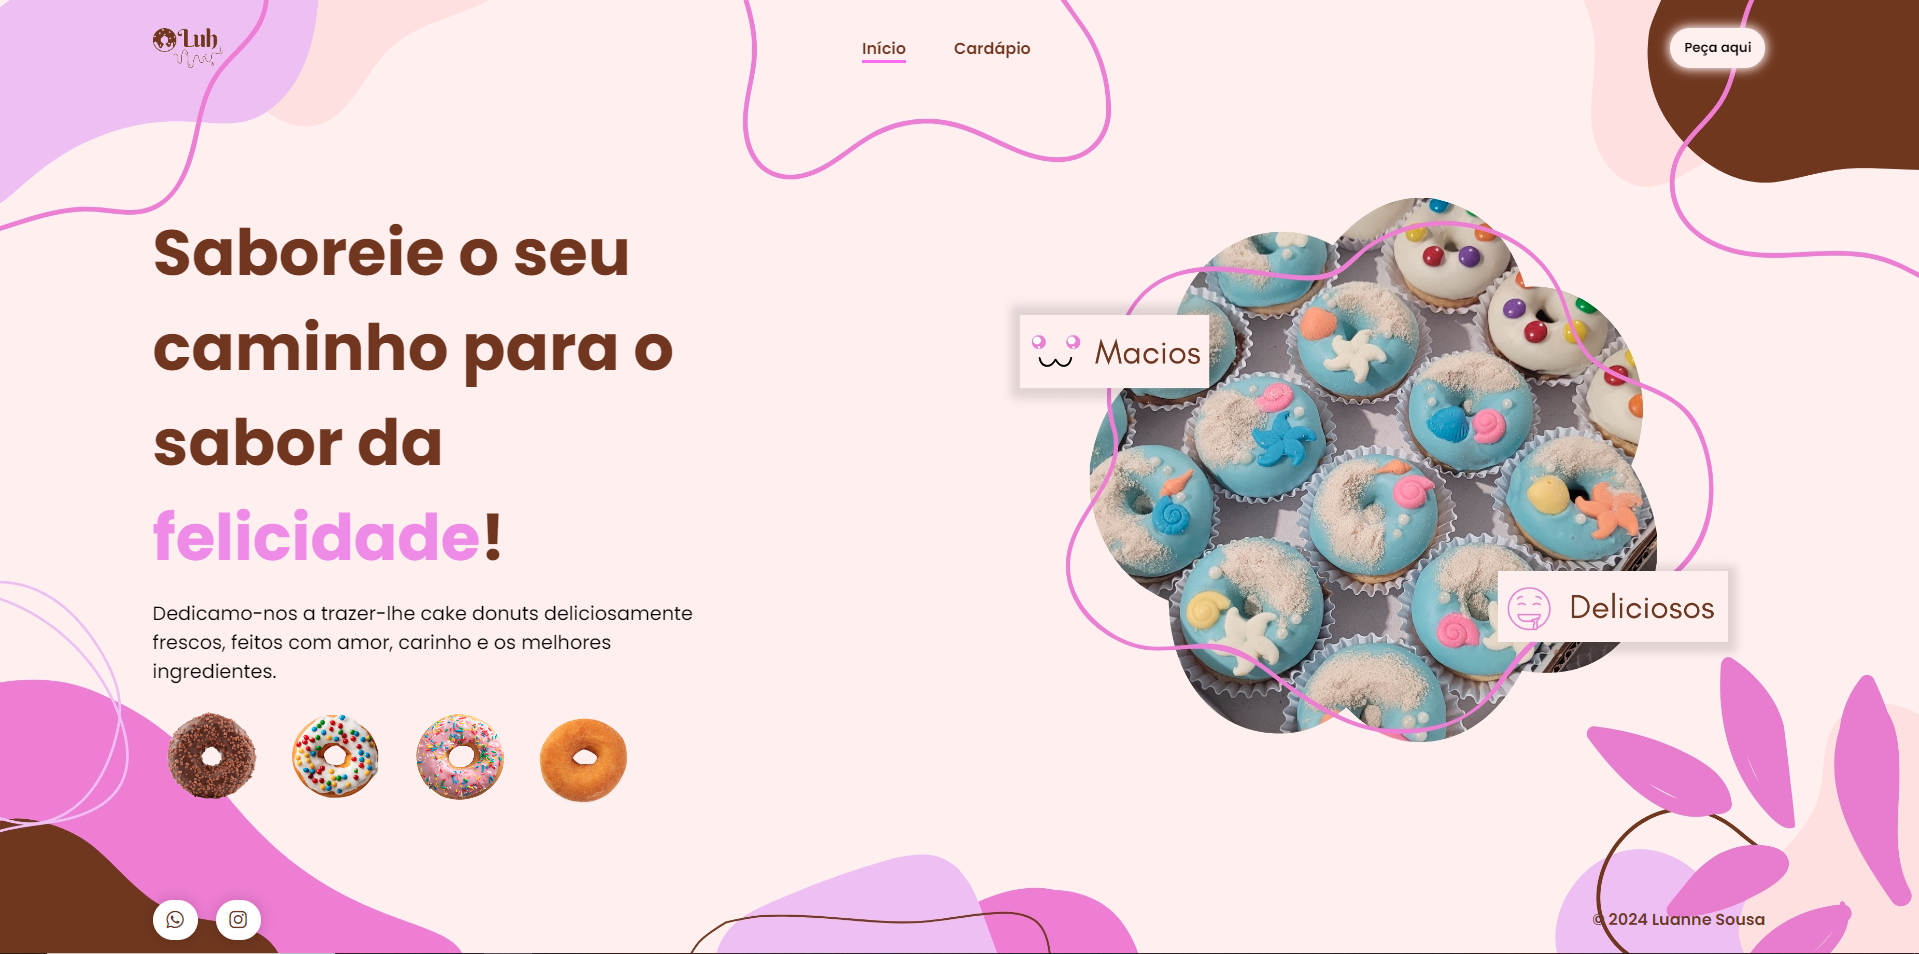 Luh
Início
Cardápio
Peça aqui
Saboreie o seu
caminho para o
sabor da
felicidade!
Dedicamo-nos a trazer-lhe cake donuts deliciosamente
frescos, feitos com amor, carinho e os melhores
ingredientes.
Macios
Deliciosos
© 2024 Luanne Sousa